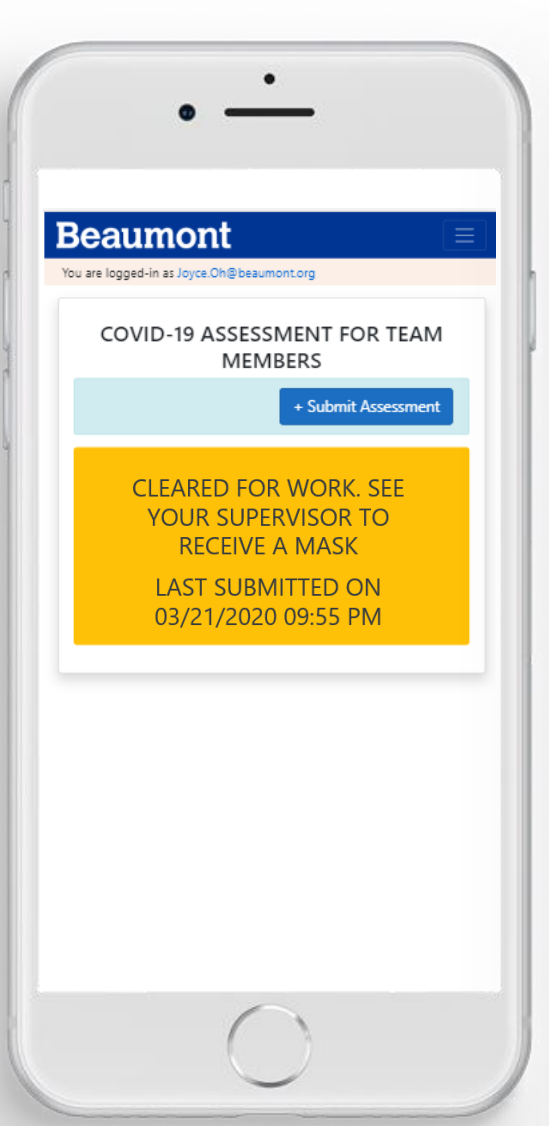 Beaumont
You are logged-in as Joyce.Oh@beaumont.org
COVID-19 ASSESSMENT FOR TEAM
MEMBERS
+ Submit Assessment
CLEARED FOR WORK. SEE
YOUR SUPERVISOR TO
RECEIVE A MASK
LAST SUBMITTED ON
03/21/2020 09:55 PM